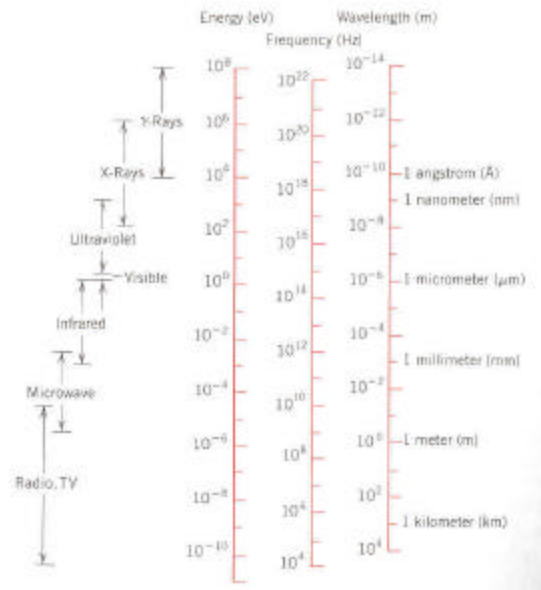 Energy (eV)
Wavelength (m)
Frequency (Hz)
γ-Rays
X-Rays
Ultraviolet
Visible
Infrared
Microwave
Radio, TV
10⁸
10⁶
10⁴
10²
10⁰
10⁻²
10⁻⁴
10⁻⁶
10⁻⁸
10⁻¹⁰
10²²
10²⁰
10¹⁸
10¹⁶
10¹⁴
10¹²
10¹⁰
10⁸
10⁶
10⁴
10⁻¹⁴
10⁻¹²
10⁻¹⁰
10⁻⁸
10⁻⁶
10⁻⁴
10⁻²
10⁰
10²
10⁴
1 angstrom (Å)
1 nanometer (nm)
1 micrometer (μm)
1 millimeter (mm)
1 meter (m)
1 kilometer (km)